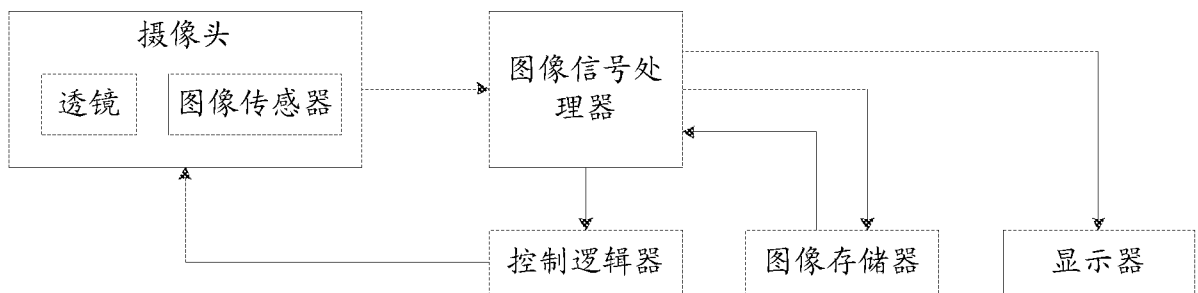 摄像头
透镜
图像传感器
图像信号处
理器
控制逻辑器
图像存储器
显示器